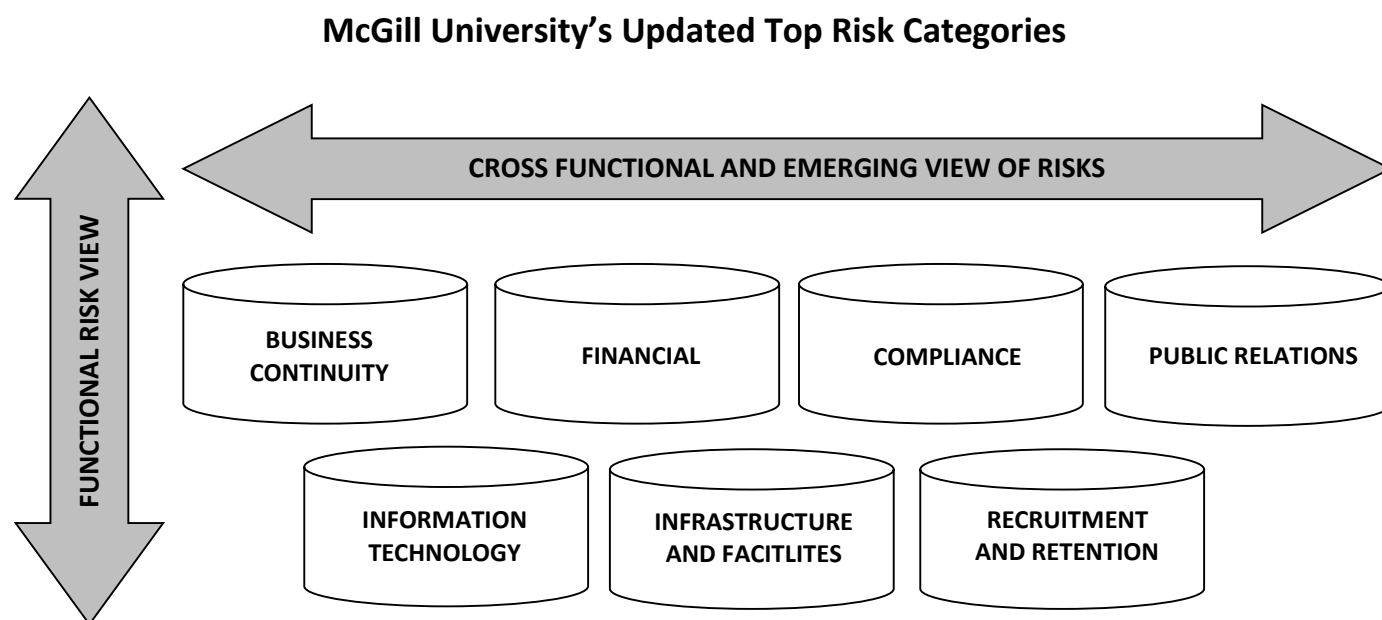 McGill University’s Updated Top Risk Categories
CROSS FUNCTIONAL AND EMERGING VIEW OF RISKS
FUNCTIONAL RISK VIEW
BUSINESS
CONTINUITY
FINANCIAL
COMPLIANCE
PUBLIC RELATIONS
INFORMATION
TECHNOLOGY
INFRASTRUCTURE
AND FACITLITES
RECRUITMENT
AND RETENTION